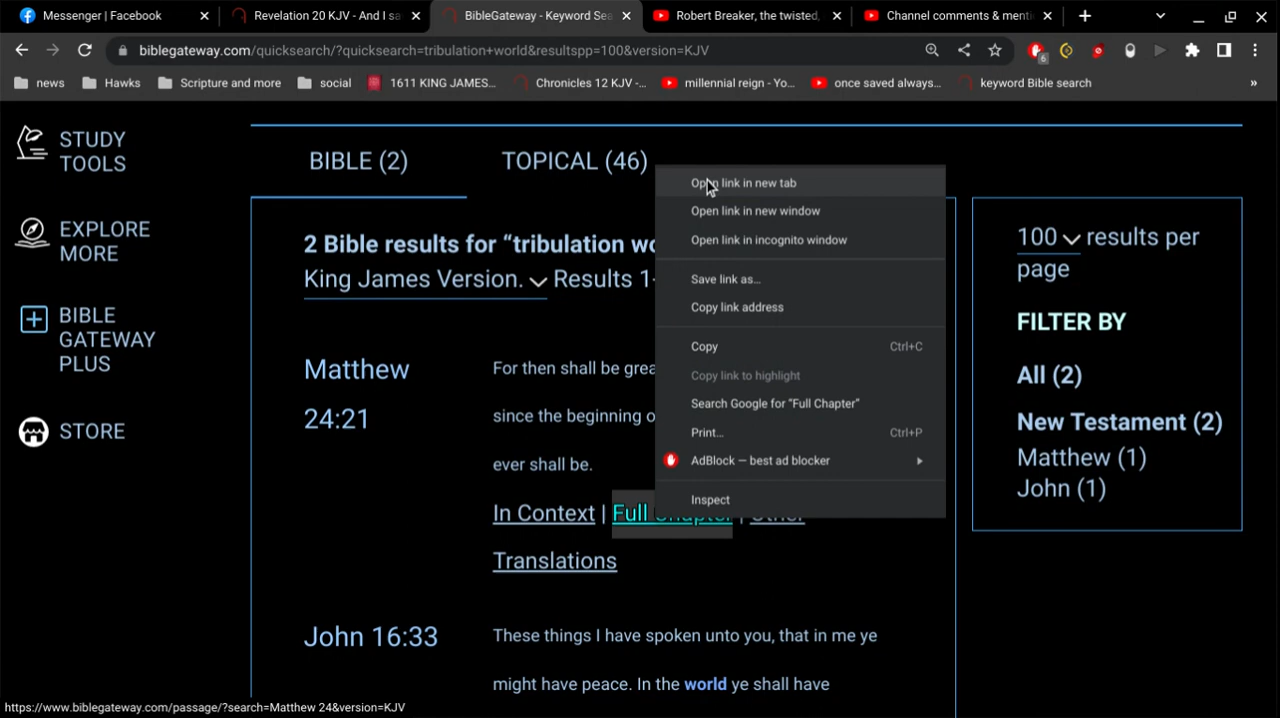 Messenger | Facebook
Revelation 20 KJV - And I sa
BibleGateway - Keyword Sea
Robert Breaker, the twisted,
Channel comments & menti
biblegateway.com/quicksearch/?quicksearch=tribulation+world&resultspp=100&version=KJV
6
news
Hawks
Scripture and more
social
1611 KING JAMES...
Chronicles 12 KJV -...
millennial reign - Yo...
once saved always...
keyword Bible search
»
STUDY
TOOLS
EXPLORE
MORE
BIBLE
GATEWAY
PLUS
STORE
BIBLE (2)
TOPICAL (46)
2 Bible results for “tribulation wo
King James Version. Results 1-
Matthew
24:21
For then shall be grea
since the beginning o
ever shall be.
In Context | Full Chapter | Other
Translations
John 16:33
These things I have spoken unto you, that in me ye
might have peace. In the world ye shall have
Open link in new tab
Open link in new window
Open link in incognito window
Save link as...
Copy link address
Copy Ctrl+C
Copy link to highlight
Search Google for “Full Chapter”
Print... Ctrl+P
AdBlock — best ad blocker
Inspect
100 results per
page
FILTER BY
All (2)
New Testament (2)
Matthew (1)
John (1)
https://www.biblegateway.com/passage/?search=Matthew 24&version=KJV